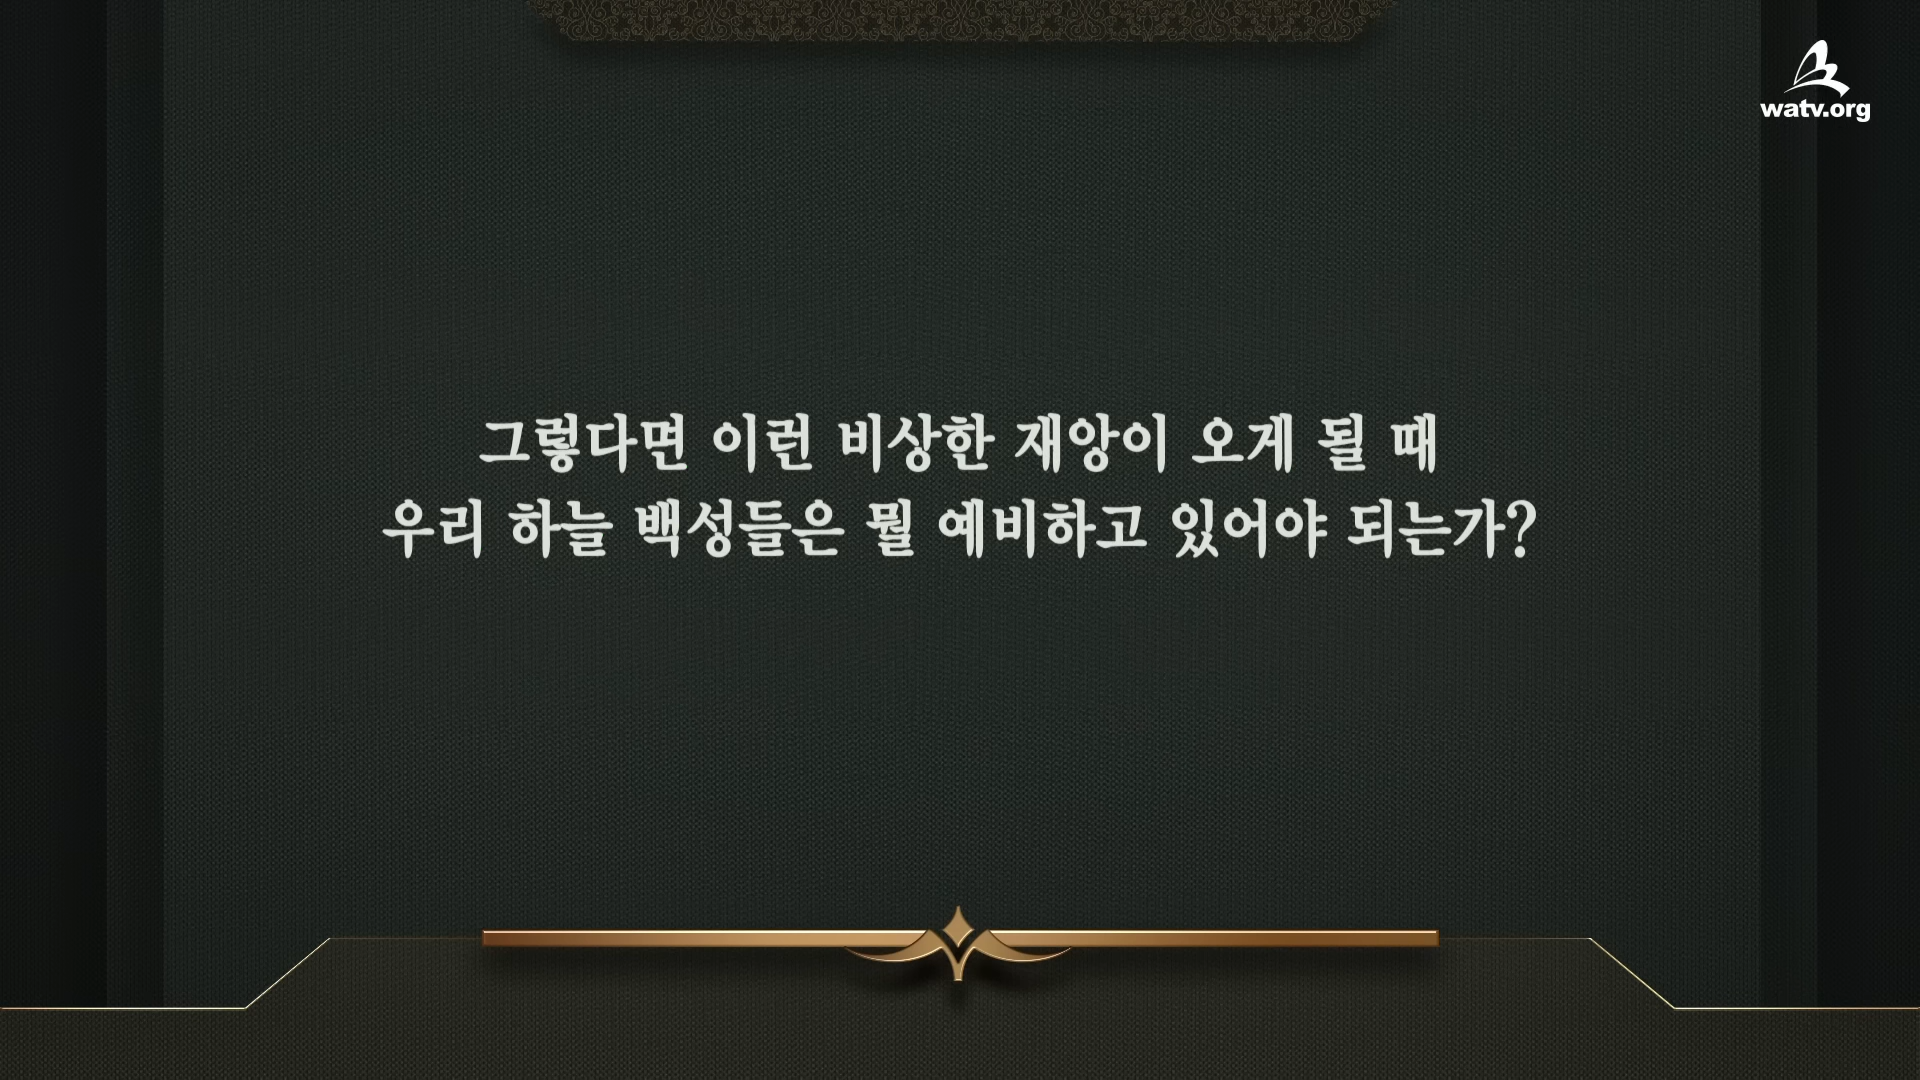 watv.org
그렇다면 이런 비상한 재앙이 오게 될 때
우리 하늘 백성들은 뭘 예비하고 있어야 되는가?